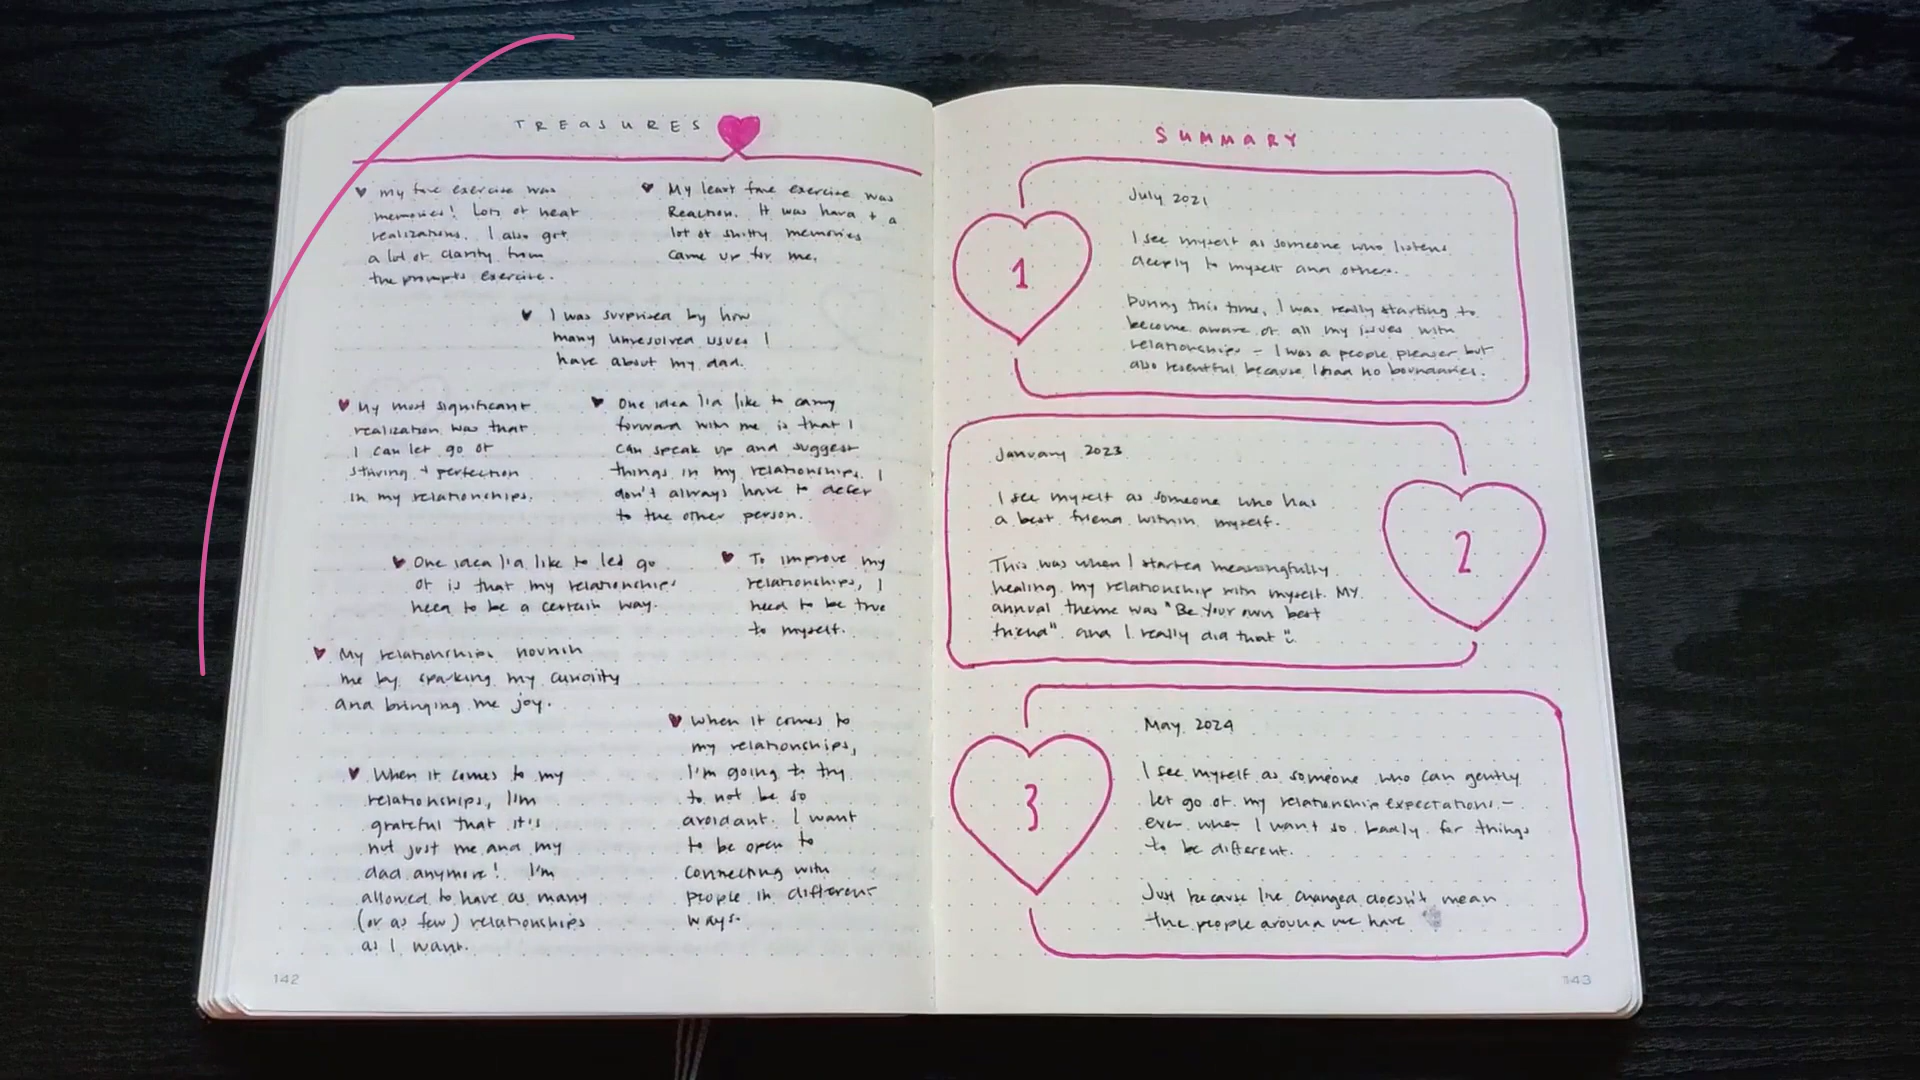 TREASURES
My fave exercise was
memories! Lots of neat
realizations. I also got
a lot of clarity from
the prompts exercise.
My least fave exercise was
Reaction. It was hard + a
lot of shitty memories
came up for me.
I was surprised by how
many unresolved issues I
have about my dad.
My most significant
realization was that
I can let go of
striving + perfection
in my relationships.
One idea I'd like to carry
forward with me is that I
can speak up and suggest
things in my relationships. I
don't always have to defer
to the other person.
One idea I'd like to led go
of is that my relationships
need to be a certain way.
To improve my
relationships, I
need to be true
to myself.
My relationships nourish
me by sparking my curiosity
and bringing me joy.
When it comes to my
relationships, I'm
grateful that it's
not just me and my
dad anymore! I'm
allowed to have as many
(or as few) relationships
as I want.
When it comes to
my relationships,
I'm going to try
to not be so
avoidant. I want
to be open to
connecting with
people in different
ways.
142
SUMMARY
1
July 2021
I see myself as someone who listens
deeply to myself and others.
During this time, I was really starting to
become aware of all my issues with
relationships - I was a people pleaser but
also resentful because I had no boundaries.
2
January 2023
I see myself as someone who has
a best friend within myself.
This was when I started meaningfully
healing my relationship with myself. My
annual theme was "Be Your own best
friend" and I really did that
3
May 2024
I see myself as someone who can gently
let go of my relationship expectations -
even when I want so badly for things
to be different.
Just because I've changed doesn't mean
the people around me have
143